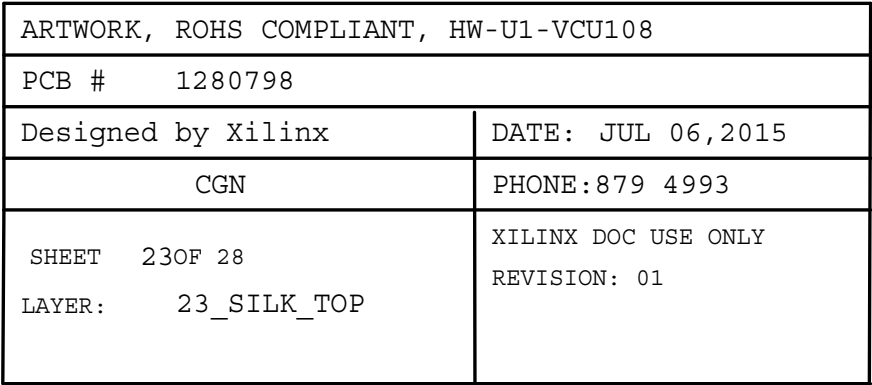 ARTWORK, ROHS COMPLIANT, HW-U1-VCU108
PCB # 1280798
Designed by Xilinx
DATE: JUL 06,2015
CGN
PHONE:879 4993
SHEET 23OF 28
LAYER: 23_SILK_TOP
XILINX DOC USE ONLY
REVISION: 01